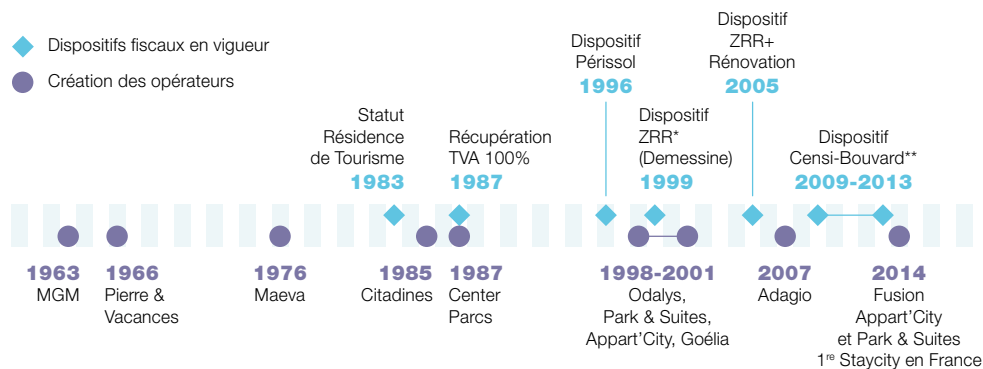 Dispositifs fiscaux en vigueur
Création des opérateurs
Statut
Résidence
de Tourisme
1983
Récupération
TVA 100%
1987
Dispositif
Périssol
1996
Dispositif
ZRR*
(Demessine)
1999
Dispositif
ZRR+
Rénovation
2005
Dispositif
Censi-Bouvard**
2009-2013
1963
MGM
1966
Pierre &
Vacances
1976
Maeva
1985
Citadines
1987
Center
Parcs
1998-2001
Odalys,
Park & Suites,
Appart’City, Goélia
2007
Adagio
2014
Fusion
Appart’City
et Park & Suites
1re Staycity en France